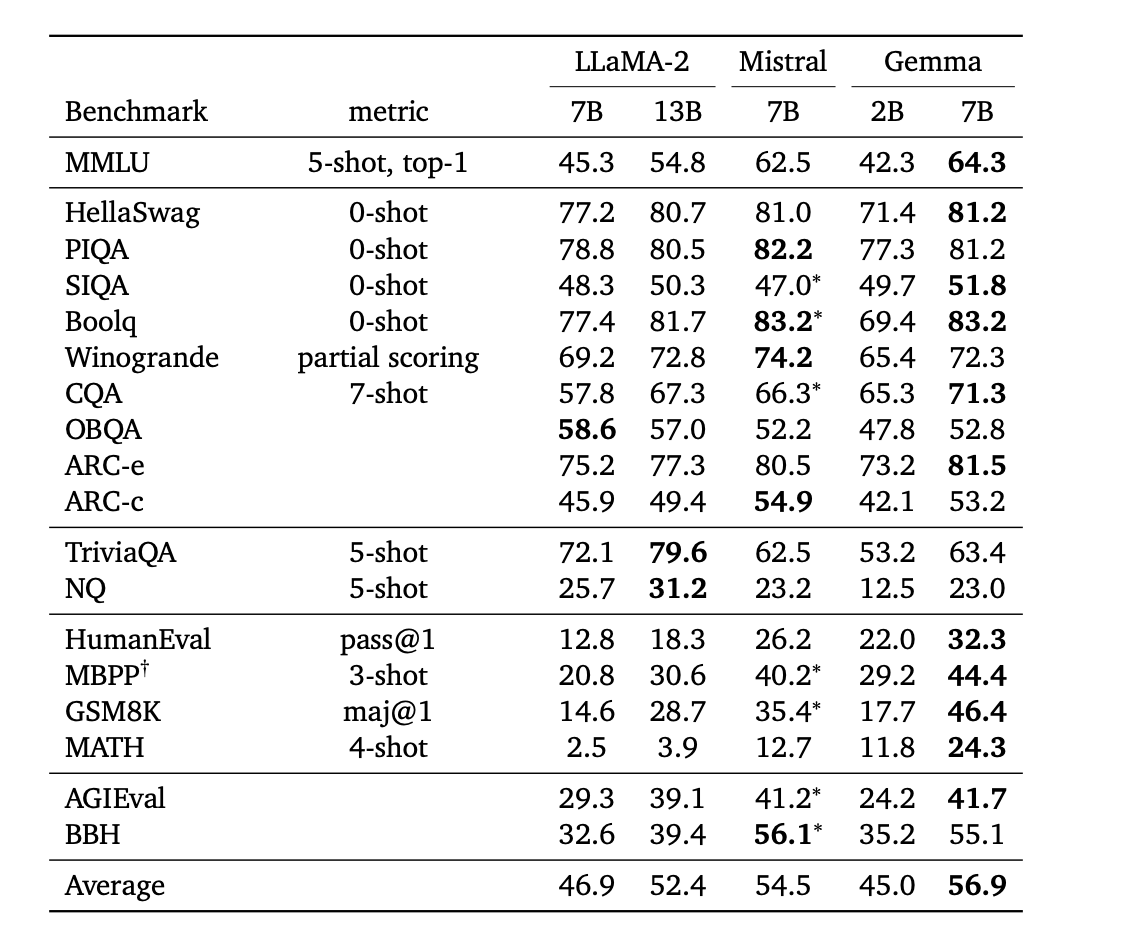 LLaMA-2 Mistral Gemma
Benchmark metric 7B 13B 7B 2B 7B
MMLU 5-shot, top-1 45.3 54.8 62.5 42.3 64.3
HellaSwag 0-shot 77.2 80.7 81.0 71.4 81.2
PIQA 0-shot 78.8 80.5 82.2 77.3 81.2
SIQA 0-shot 48.3 50.3 47.0* 49.7 51.8
Boolq 0-shot 77.4 81.7 83.2* 69.4 83.2
Winogrande partial scoring 69.2 72.8 74.2 65.4 72.3
CQA 7-shot 57.8 67.3 66.3* 65.3 71.3
OBQA 58.6 57.0 52.2 47.8 52.8
ARC-e 75.2 77.3 80.5 73.2 81.5
ARC-c 45.9 49.4 54.9 42.1 53.2
TriviaQA 5-shot 72.1 79.6 62.5 53.2 63.4
NQ 5-shot 25.7 31.2 23.2 12.5 23.0
HumanEval pass@1 12.8 18.3 26.2 22.0 32.3
MBPP† 3-shot 20.8 30.6 40.2* 29.2 44.4
GSM8K maj@1 14.6 28.7 35.4* 17.7 46.4
MATH 4-shot 2.5 3.9 12.7 11.8 24.3
AGIEval 29.3 39.1 41.2* 24.2 41.7
BBH 32.6 39.4 56.1* 35.2 55.1
Average 46.9 52.4 54.5 45.0 56.9